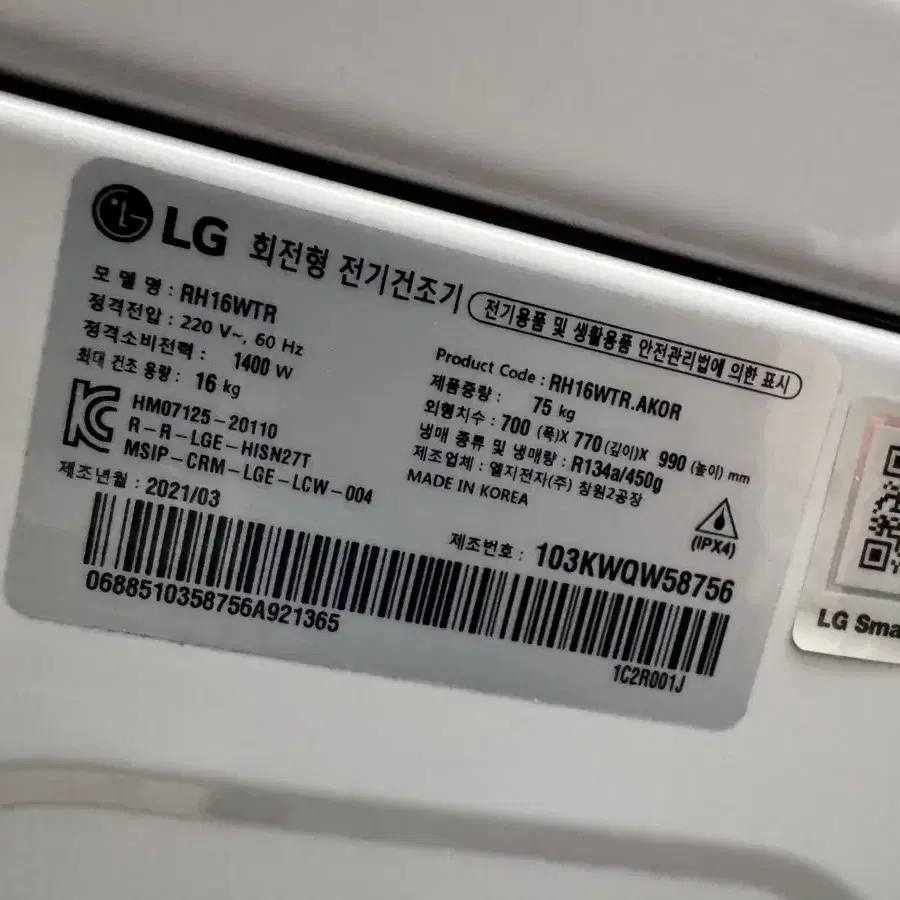 LG 회전형 전기건조기
전기용품 및 생활용품 안전관리법에 의한 표시
모 델 명 : RH16WTR
정격전압 : 220 V~, 60 Hz
정격소비전력 : 1400 W
최대 건조 용량 : 16 kg
HM07125-20110
R-R-LGE-HISN27T
MSIP-CRM-LGE-LCW-004
제조년월 : 2021/03
Product Code : RH16WTR.AKOR
제품중량 : 75 kg
외형치수 : 700 (폭)X 770(깊이)X 990 (높이) mm
냉매 종류 및 냉매량 : R134a/450g
제조업체 : 엘지전자(주) 창원2공장
MADE IN KOREA
(IPX4)
제조번호 : 103KWQW58756
0688510358756A921365
1C2R001J
LG